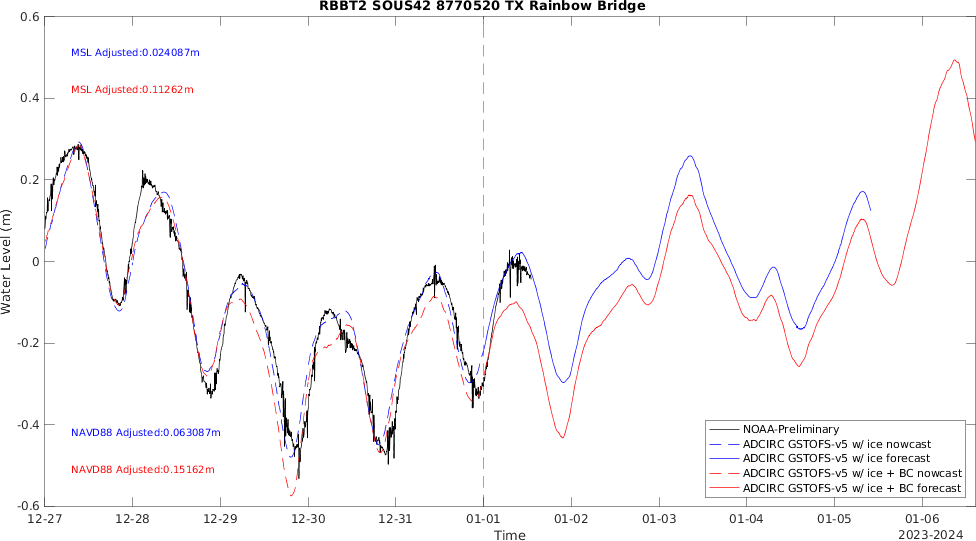 RBBT2 SOUS42 8770520 TX Rainbow Bridge
0.6
0.4
0.2
0
-0.2
-0.4
-0.6
Water Level (m)
MSL Adjusted:0.024087m
MSL Adjusted:0.11262m
NAVD88 Adjusted:0.063087m
NAVD88 Adjusted:0.15162m
NOAA-Preliminary
ADCIRC GSTOFS-v5 w/ ice nowcast
ADCIRC GSTOFS-v5 w/ ice forecast
ADCIRC GSTOFS-v5 w/ ice + BC nowcast
ADCIRC GSTOFS-v5 w/ ice + BC forecast
12-27 12-28 12-29 12-30 12-31 01-01 01-02 01-03 01-04 01-05 01-06
Time
2023-2024